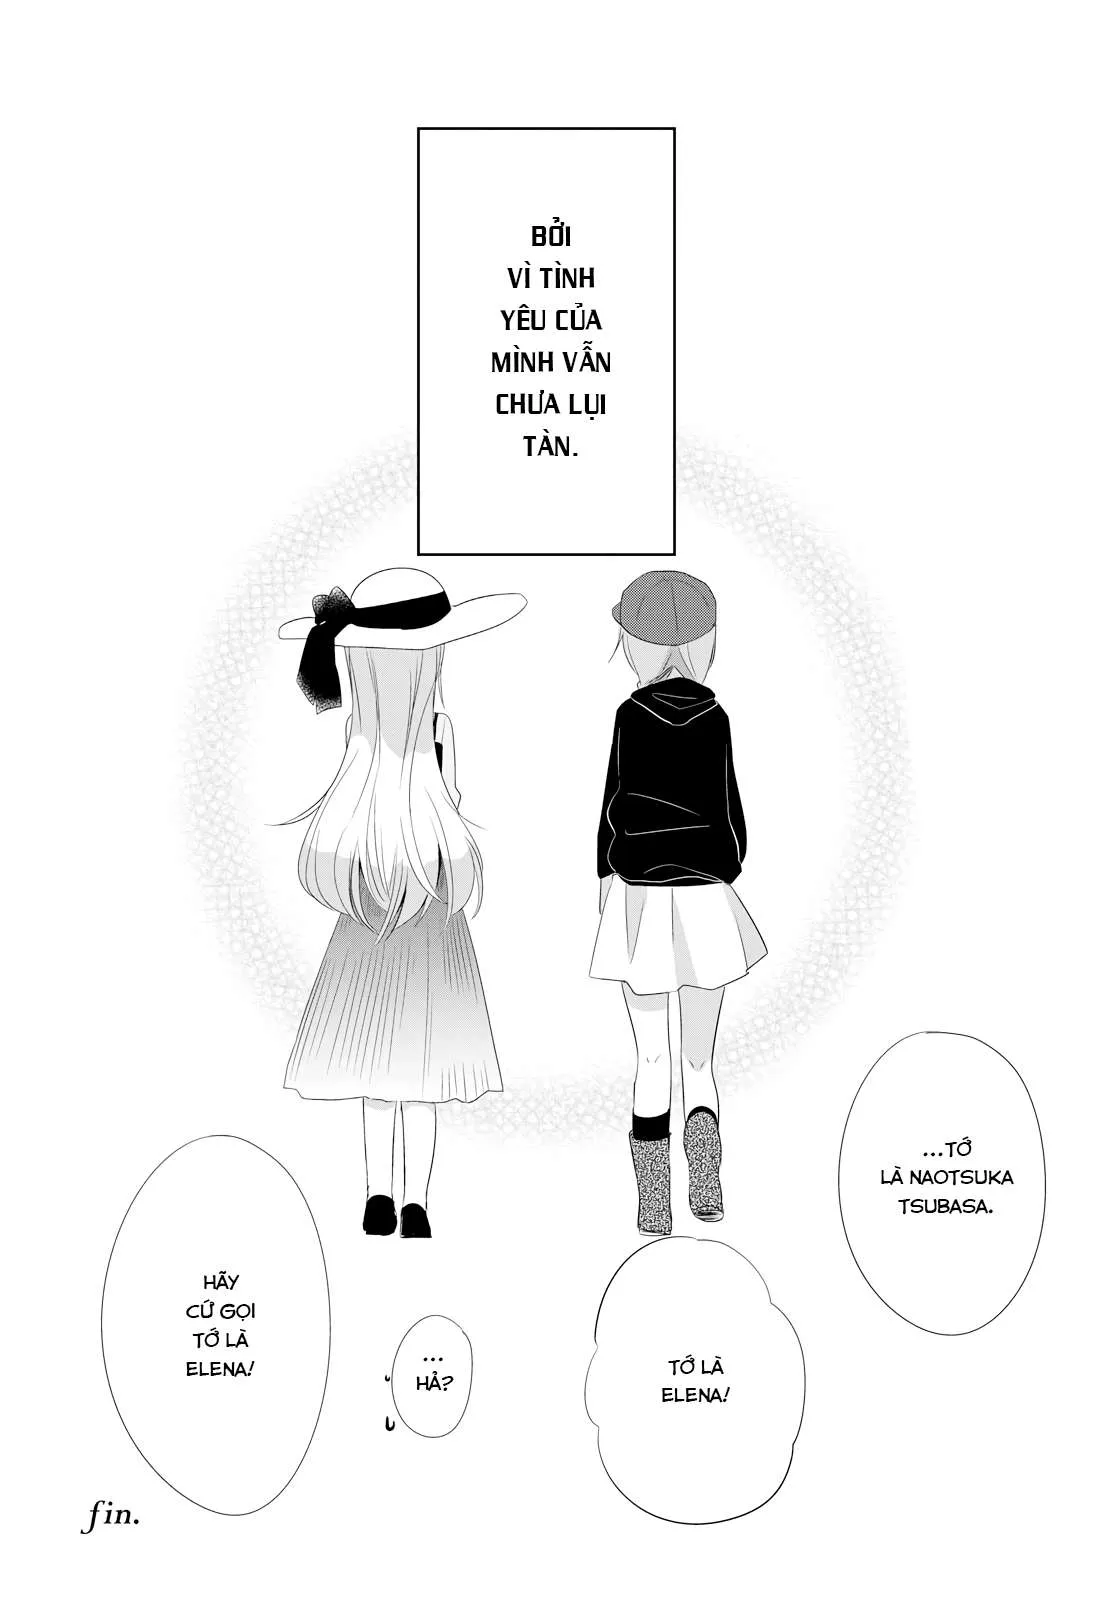 BỞI
VÌ TÌNH
YÊU CỦA
MÌNH VẪN
CHƯA LỤI
TÀN.
...TỚ
LÀ NAOTSUKA
TSUBASA.
TỚ LÀ
ELENA!
...
HẢ?
HÃY
CỨ GỌI
TỚ LÀ
ELENA!
fin.